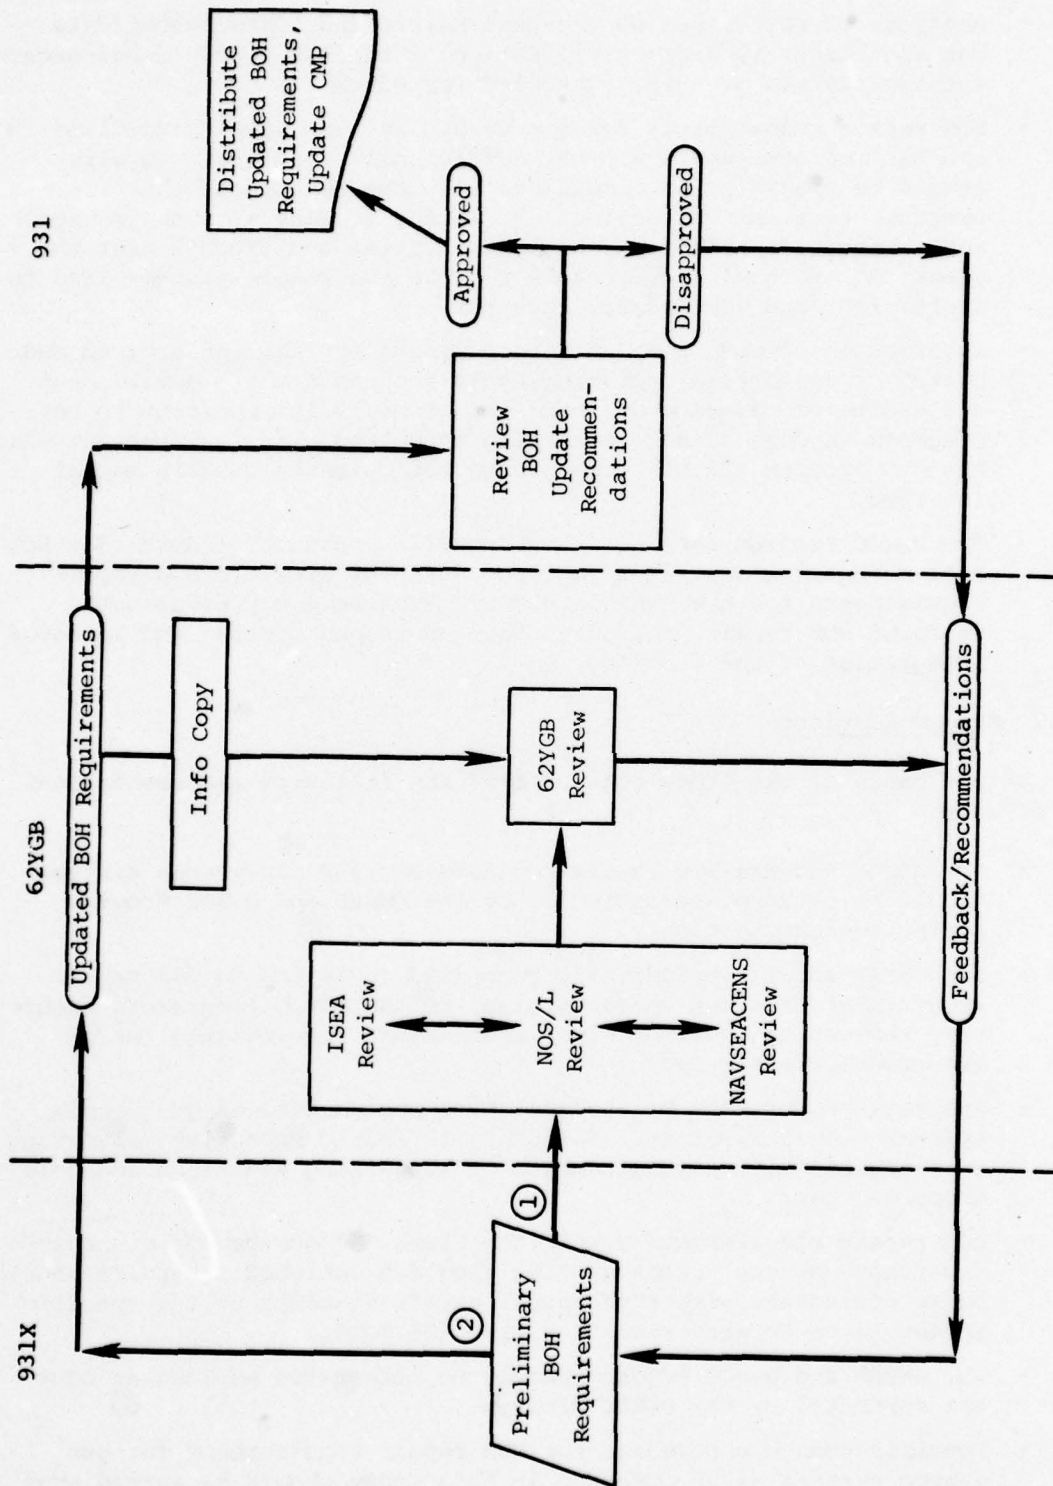 931X
62YGB
931
Updated BOH Requirements
Info Copy
Distribute
Updated BOH
Requirements,
Update CMP
②
①
Preliminary
BOH
Requirements
ISEA
Review
NOS/L
Review
NAVSEACENS
Review
62YGB
Review
Review
BOH
Update
Recommen-
dations
Approved
Disapproved
Feedback/Recommendations